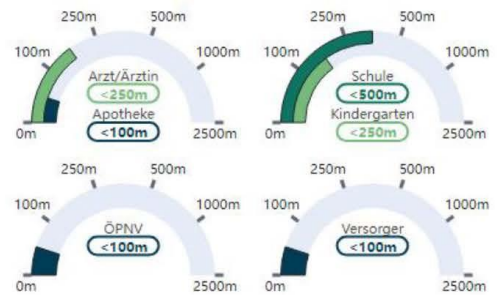 250m 500m
100m 1000m
Arzt/Ärztin
<250m
Apotheke
<100m
0m 2500m
250m 500m
100m 1000m
Schule
<500m
Kindergarten
<250m
0m 2500m
250m 500m
100m 1000m
ÖPNV
<100m
0m 2500m
250m 500m
100m 1000m
Versorger
<100m
0m 2500m